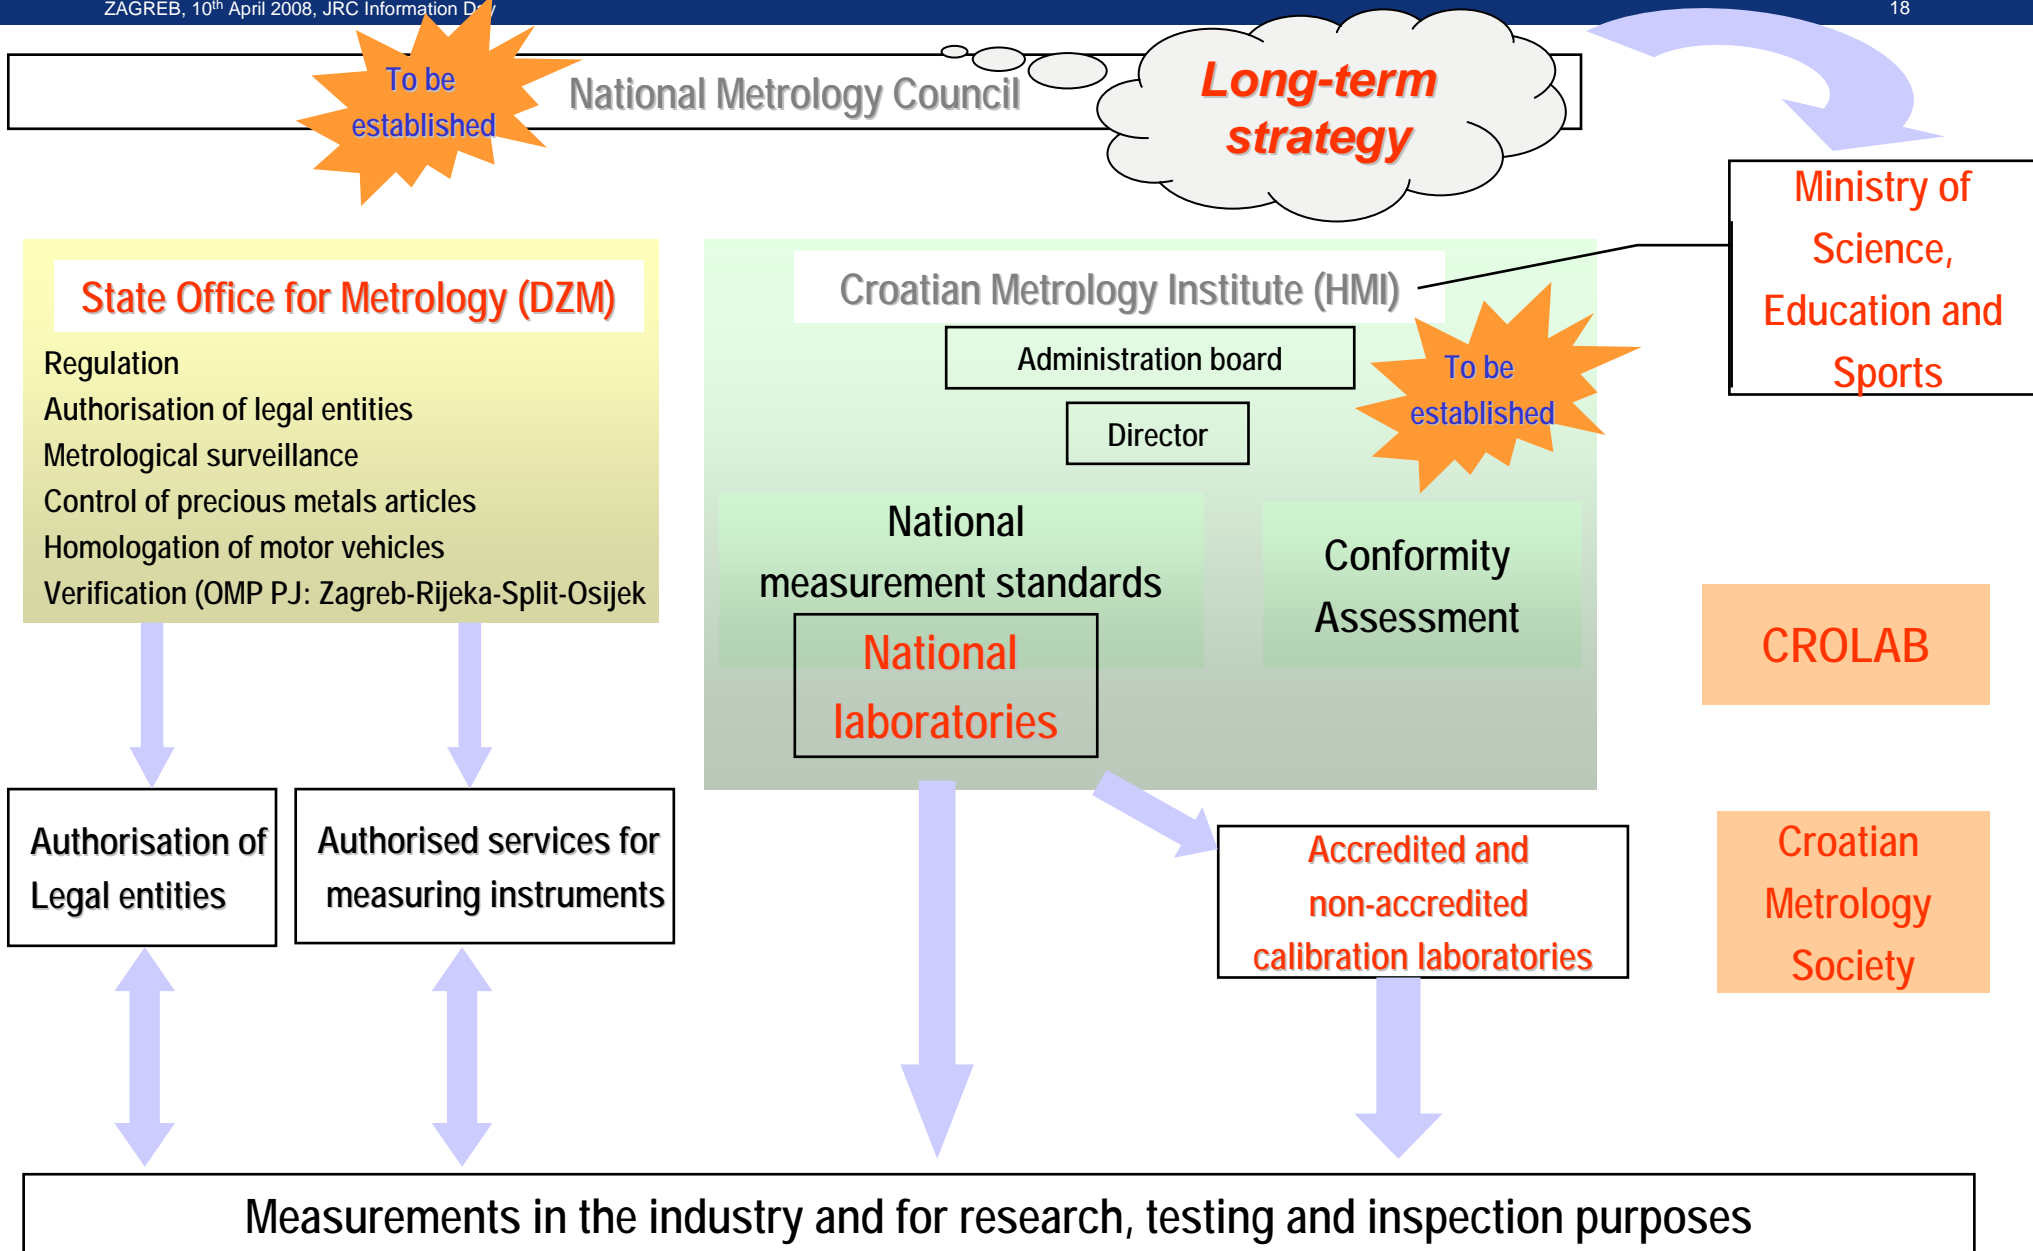 ZAGREB, 10th April 2008, JRC Information Day
18
To be
established
National Metrology Council
Long-term
strategy
Ministry of
Science,
Education and
Sports
State Office for Metrology (DZM)
Regulation
Authorisation of legal entities
Metrological surveillance
Control of precious metals articles
Homologation of motor vehicles
Verification (OMP PJ: Zagreb-Rijeka-Split-Osijek
Croatian Metrology Institute (HMI)
Administration board
Director
To be
established
National
measurement standards
National
laboratories
Conformity
Assessment
CROLAB
Authorisation of
Legal entities
Authorised services for
measuring instruments
Accredited and
non-accredited
calibration laboratories
Croatian
Metrology
Society
Measurements in the industry and for research, testing and inspection purposes